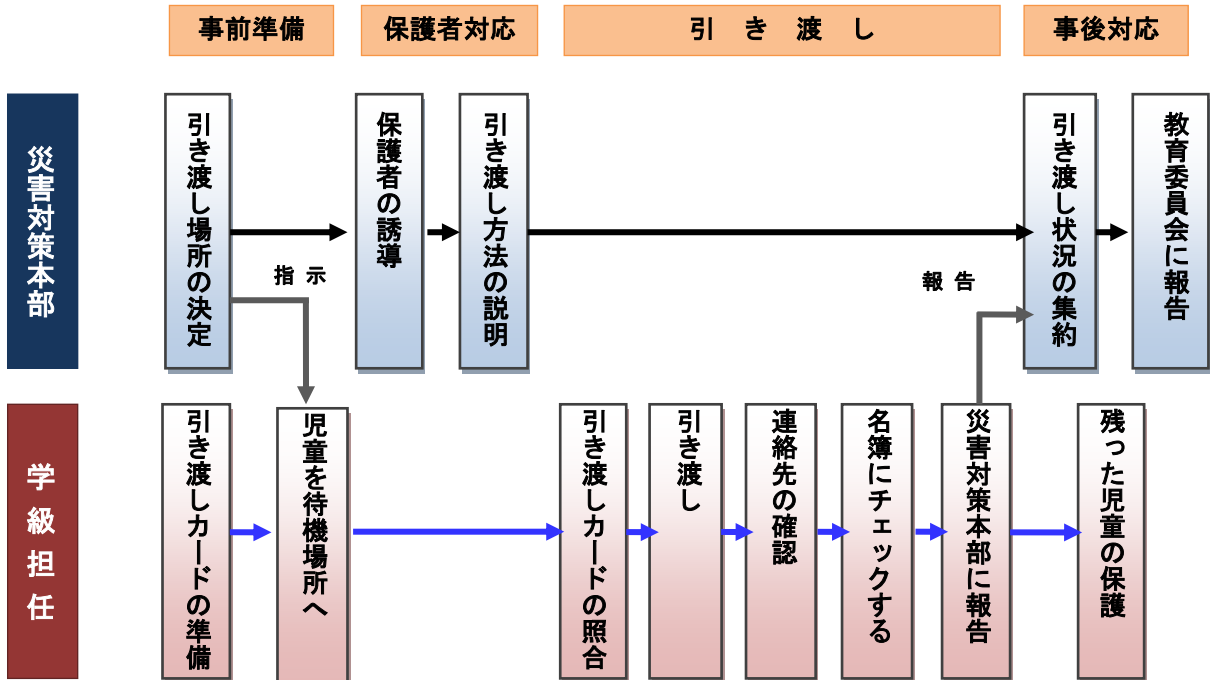 事前準備
保護者対応
引き渡し
事後対応
災害対策本部
引き渡し場所の決定
保護者の誘導
引き渡し方法の説明
引き渡し状況の集約
教育委員会に報告
指示
報告
学級担任
引き渡しカードの準備
児童を待機場所へ
引き渡しカードの照合
引き渡し
連絡先の確認
名簿にチェックする
災害対策本部に報告
残った児童の保護